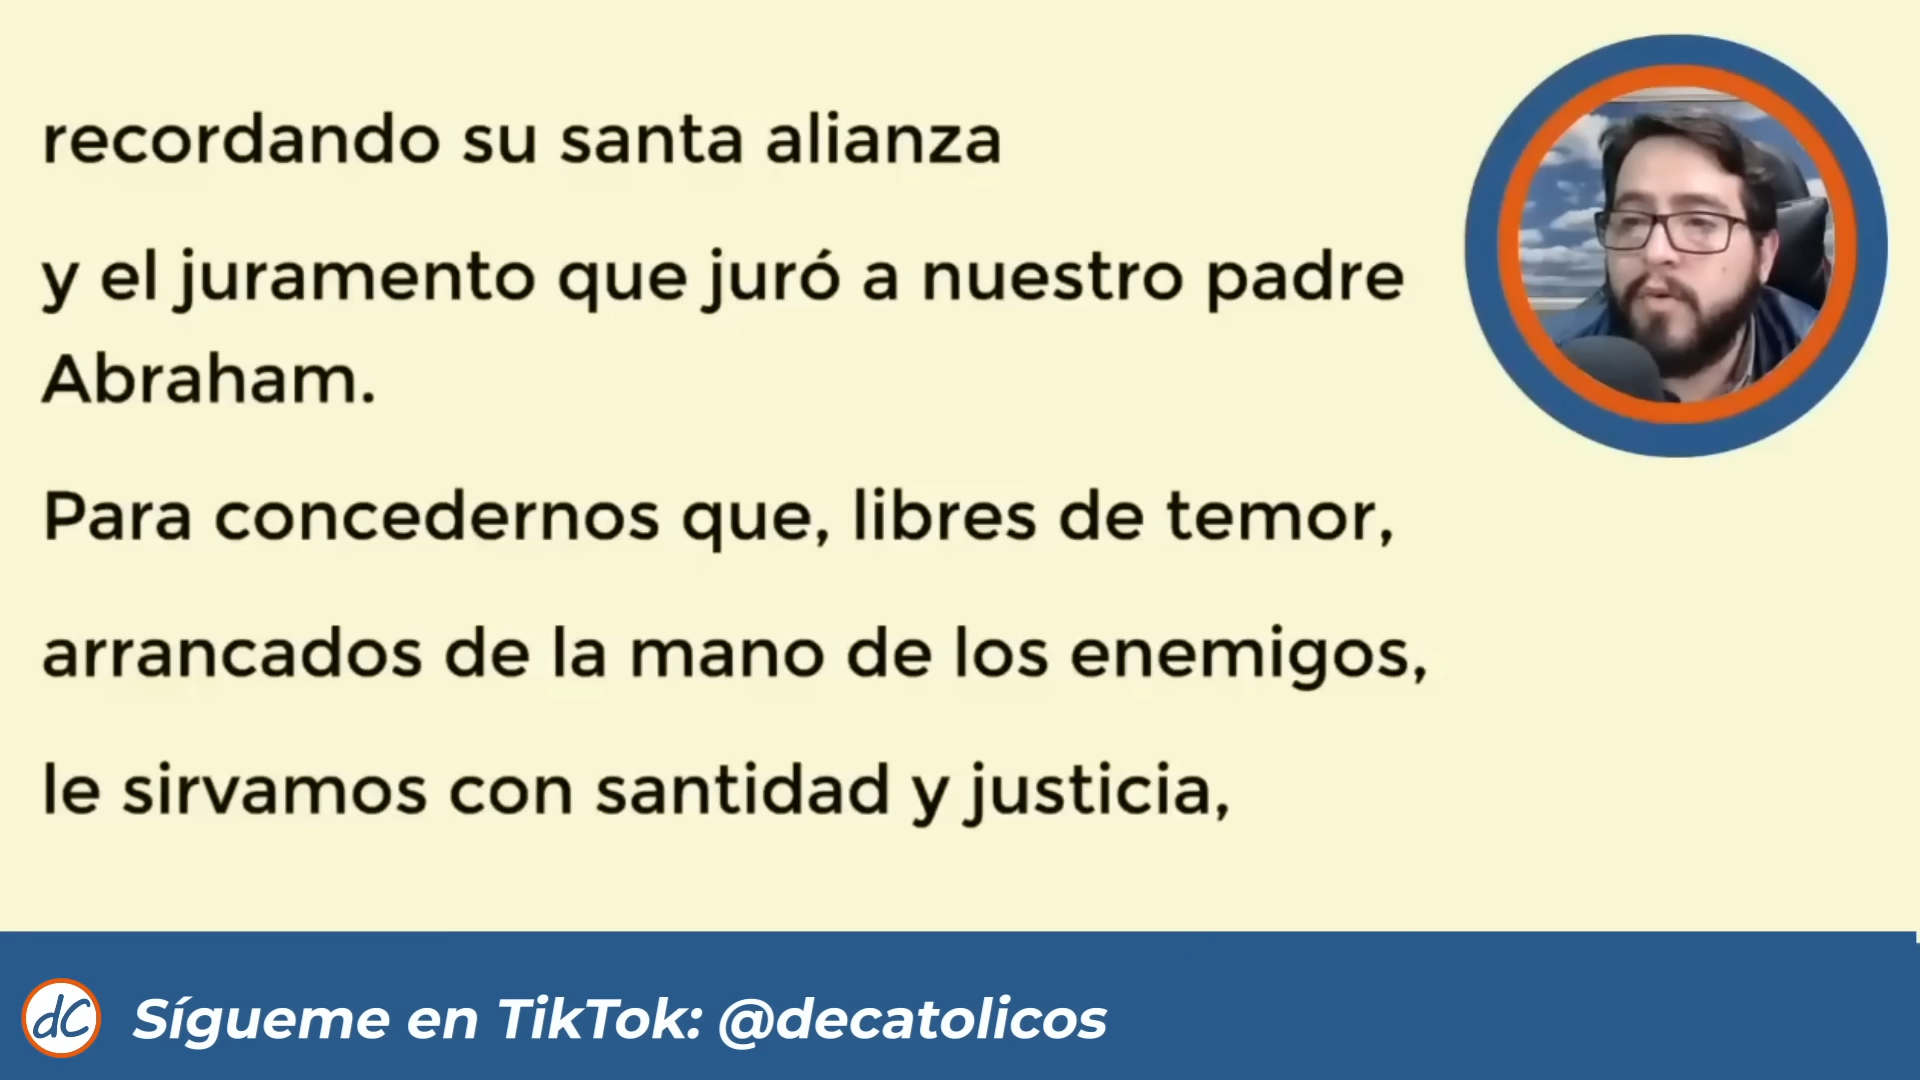 recordando su santa alianza
y el juramento que juró a nuestro padre
Abraham.
Para concedernos que, libres de temor,
arrancados de la mano de los enemigos,
le sirvamos con santidad y justicia,
dC Sígueme en TikTok: @decatolicos